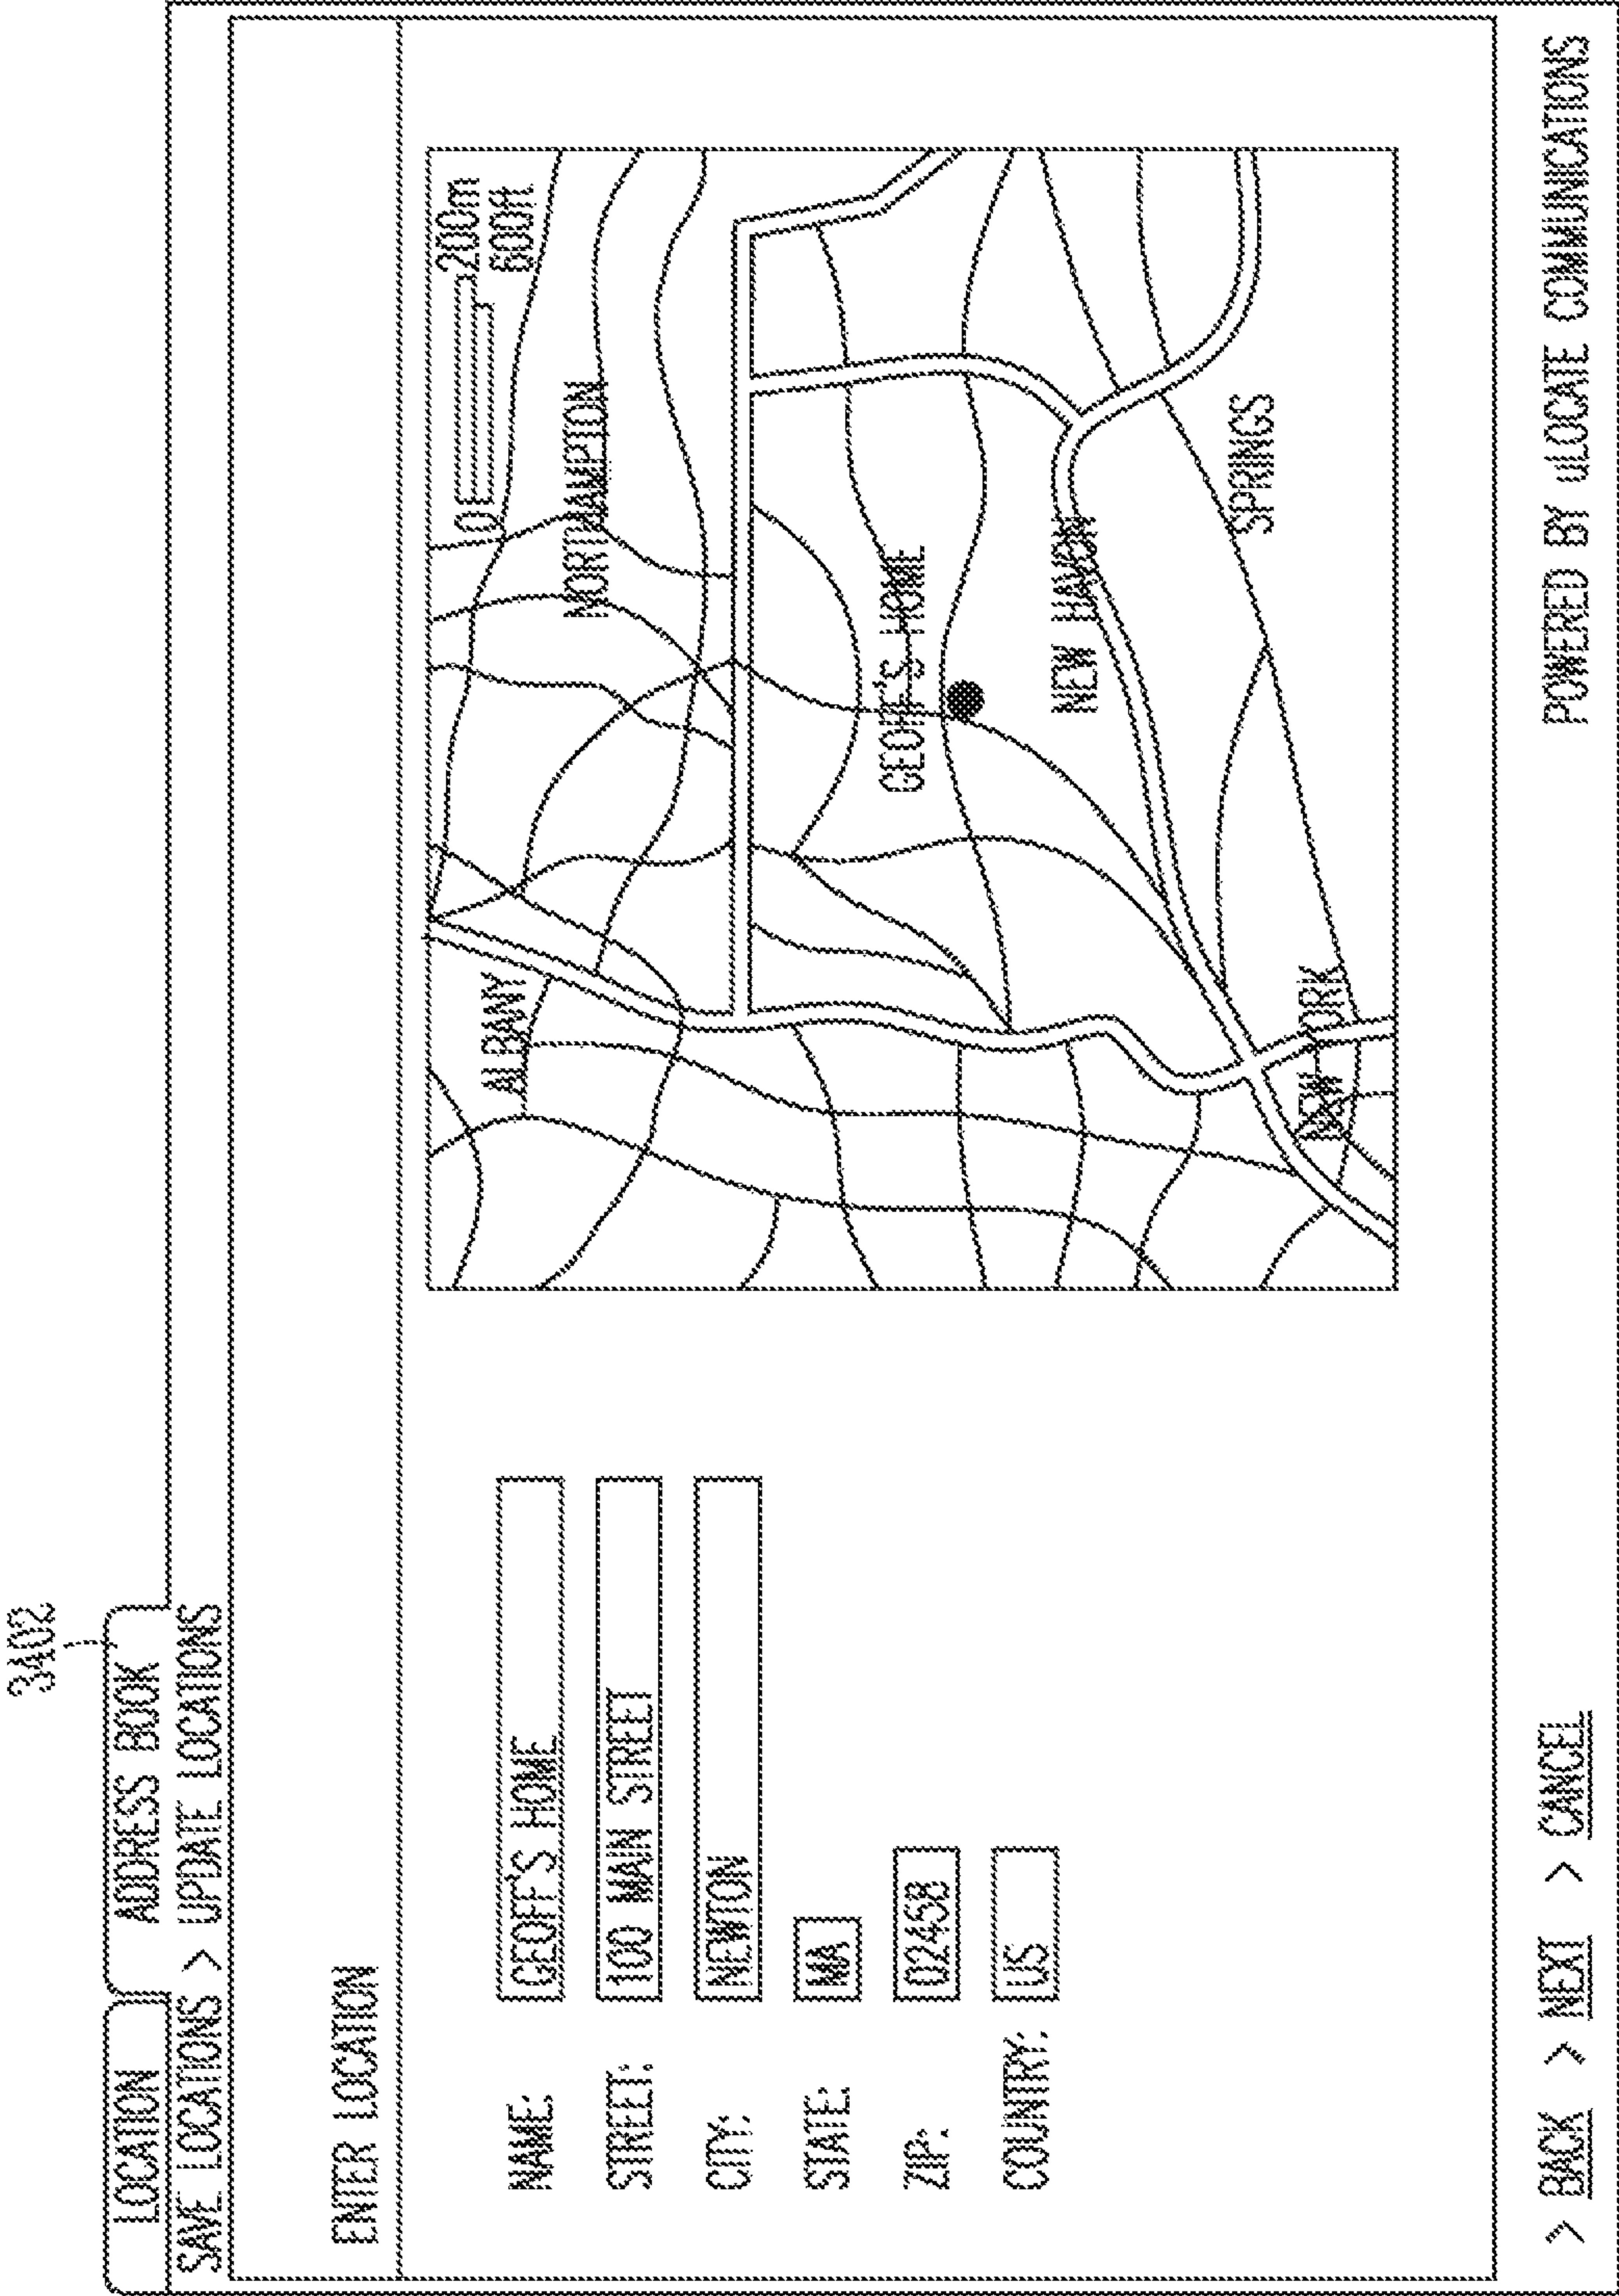 3A02
LOCATION
ADDRESS BOOK
SAVE LOCATIONS > UPDATE LOCATIONS
ENTER LOCATION
NAME: GEOFF'S HOME
STREET: 100 MAIN STREET
CITY: NEWTON
STATE: MA
ZIP: 02458
COUNTRY: US
0 200m
600ft
ALBANY
NORTHAMPTON
GEOFF'S HOME
NEW HAVON
SPRINGS
NEW YORK
> BACK > NEXT > CANCEL
POWERED BY uLOCATE COMMUNICATIONS